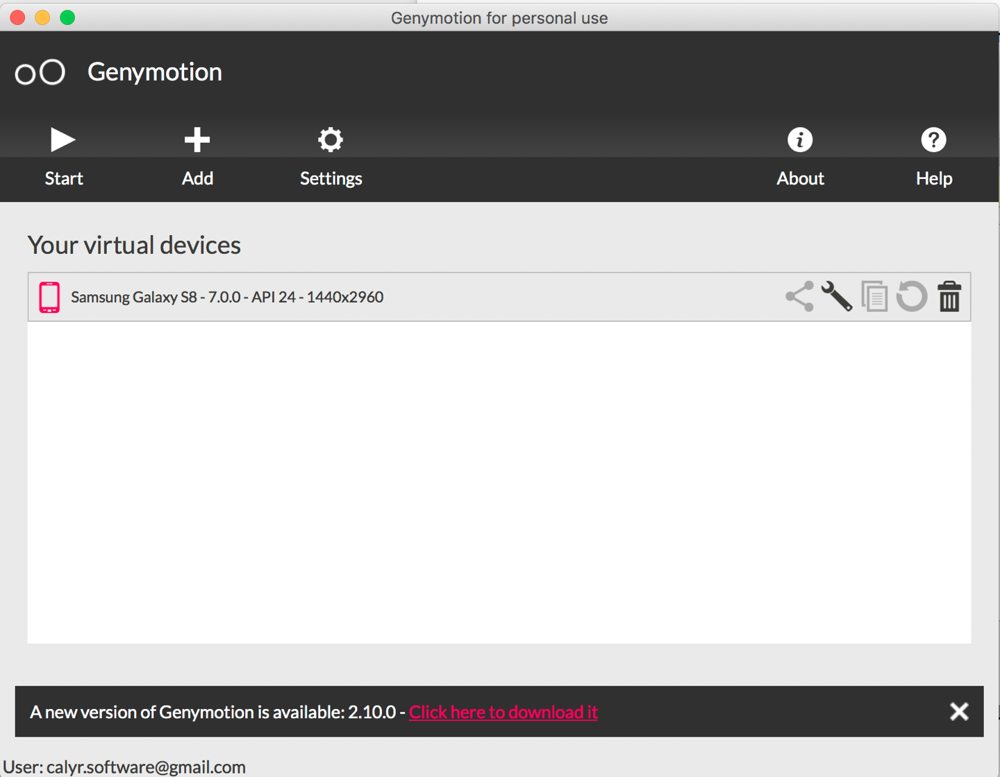 Genymotion for personal use
Genymotion
Start
Add
Settings
About
Help
Your virtual devices
Samsung Galaxy S8 - 7.0.0 - API 24 - 1440x2960
A new version of Genymotion is available: 2.10.0 - Click here to download it
User: calyr.software@gmail.com